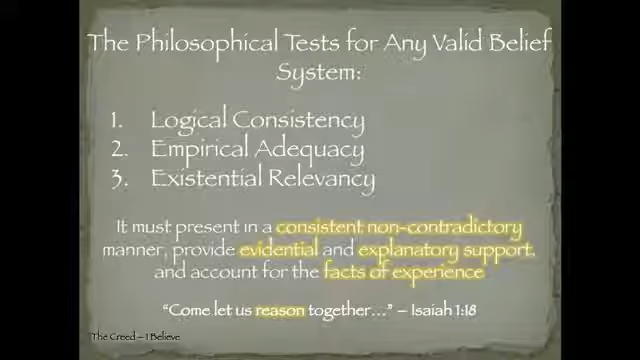 The Philosophical Tests for Any Valid Belief
System:
1. Logical Consistency
2. Empirical Adequacy
3. Existential Relevancy
It must present in a consistent non-contradictory
manner, provide evidential and explanatory support,
and account for the facts of experience
“Come let us reason together…” – Isaiah 1:18
The Creed – I Believe